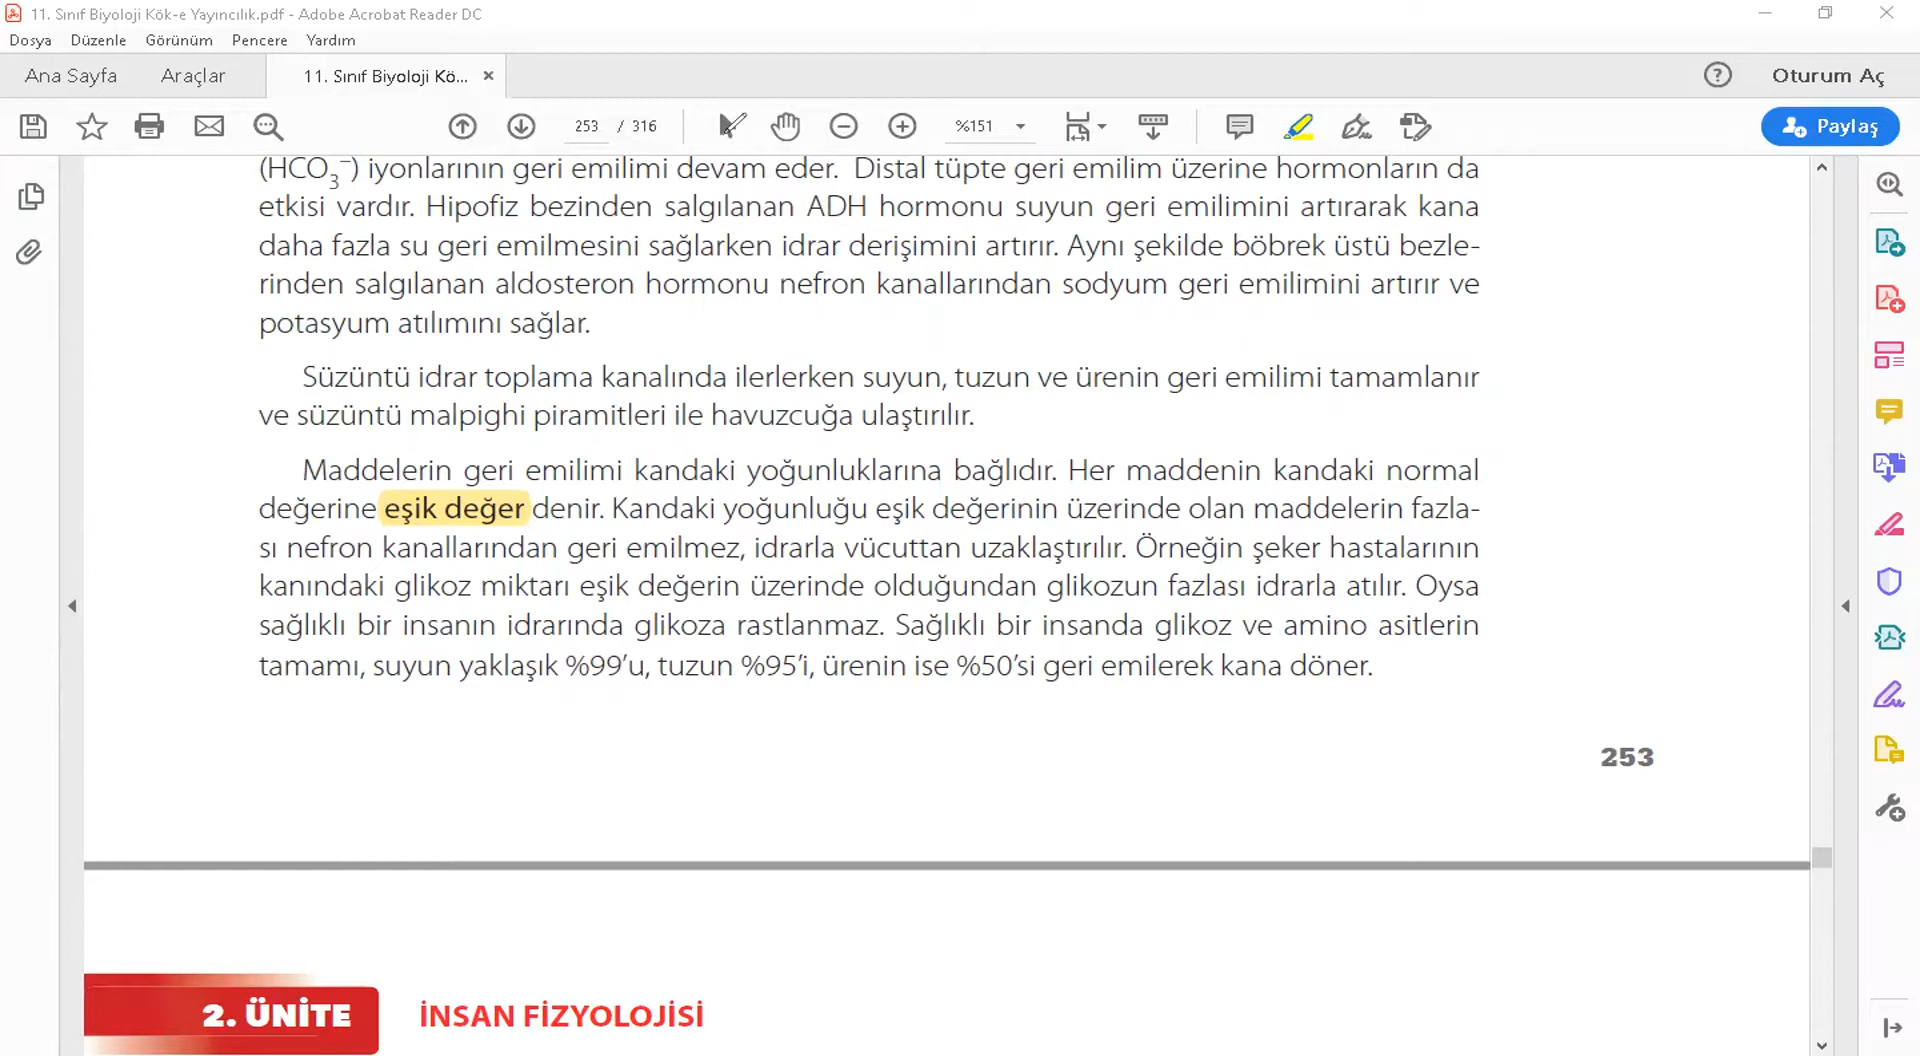 11. Sınıf Biyoloji Kök-e Yayıncılık.pdf - Adobe Acrobat Reader DC
Dosya Düzenle Görünüm Pencere Yardım
Ana Sayfa Araçlar 11. Sınıf Biyoloji Kö... × Oturum Aç
253 / 316 %151 Paylaş
(HCO₃⁻) iyonlarının geri emilimi devam eder. Distal tüpte geri emilim üzerine hormonların da
etkisi vardır. Hipofiz bezinden salgılanan ADH hormonu suyun geri emilimini artırarak kana
daha fazla su geri emilmesini sağlarken idrar derişimini artırır. Aynı şekilde böbrek üstü bezle-
rinden salgılanan aldosteron hormonu nefron kanallarından sodyum geri emilimini artırır ve
potasyum atılımını sağlar.
Süzüntü idrar toplama kanalında ilerlerken suyun, tuzun ve ürenin geri emilimi tamamlanır
ve süzüntü malpighi piramitleri ile havuzcuğa ulaştırılır.
Maddelerin geri emilimi kandaki yoğunluklarına bağlıdır. Her maddenin kandaki normal
değerine eşik değer denir. Kandaki yoğunluğu eşik değerinin üzerinde olan maddelerin fazla-
sı nefron kanallarından geri emilmez, idrarla vücuttan uzaklaştırılır. Örneğin şeker hastalarının
kanındaki glikoz miktarı eşik değerin üzerinde olduğundan glikozun fazlası idrarla atılır. Oysa
sağlıklı bir insanın idrarında glikoza rastlanmaz. Sağlıklı bir insanda glikoz ve amino asitlerin
tamamı, suyun yaklaşık %99'u, tuzun %95'i, ürenin ise %50'si geri emilerek kana döner.
253
2. ÜNİTE İNSAN FİZYOLOJİSİ